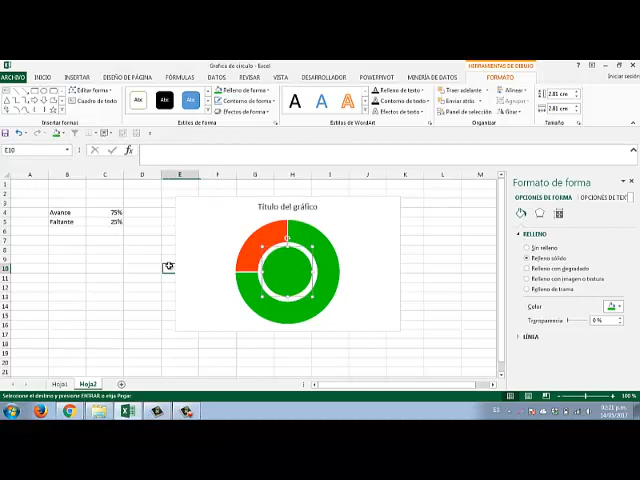 Grafico de circulo - Excel
HERRAMIENTAS DE DIBUJO
ARCHIVO INICIO INSERTAR DISEÑO DE PÁGINA FÓRMULAS DATOS REVISAR VISTA DESARROLLADOR POWERPIVOT MINERÍA DE DATOS FORMATO Iniciar sesión
Editar forma
Cuadro de texto
Insertar formas
Abc Abc Abc
Relleno de forma
Contorno de forma
Efectos de forma
Estilos de forma
A A A
Relleno de texto
Contorno de texto
Efectos de texto
Estilos de WordArt
Traer adelante
Enviar atrás
Panel de selección
Alinear
Agrupar
Girar
Organizar
2.81 cm
2.81 cm
Tamaño
E10
fx
A B C D E F G H I J K L M
1
2
3
4 Avance 75%
5 Faltante 25%
6
7
8
9
10
11
12
13
14
15
16
17
18
19
20
21
Título del gráfico
Formato de forma
OPCIONES DE FORMA OPCIONES DE TEX
RELLENO
Sin relleno
Relleno sólido
Relleno con degradado
Relleno con imagen o textura
Relleno de trama
Color
Transparencia 0 %
LÍNEA
Hoja1 Hoja2
Seleccione el destino y presione ENTRAR o elija Pegar
100 %
ES
02:21 p.m.
14/05/2017